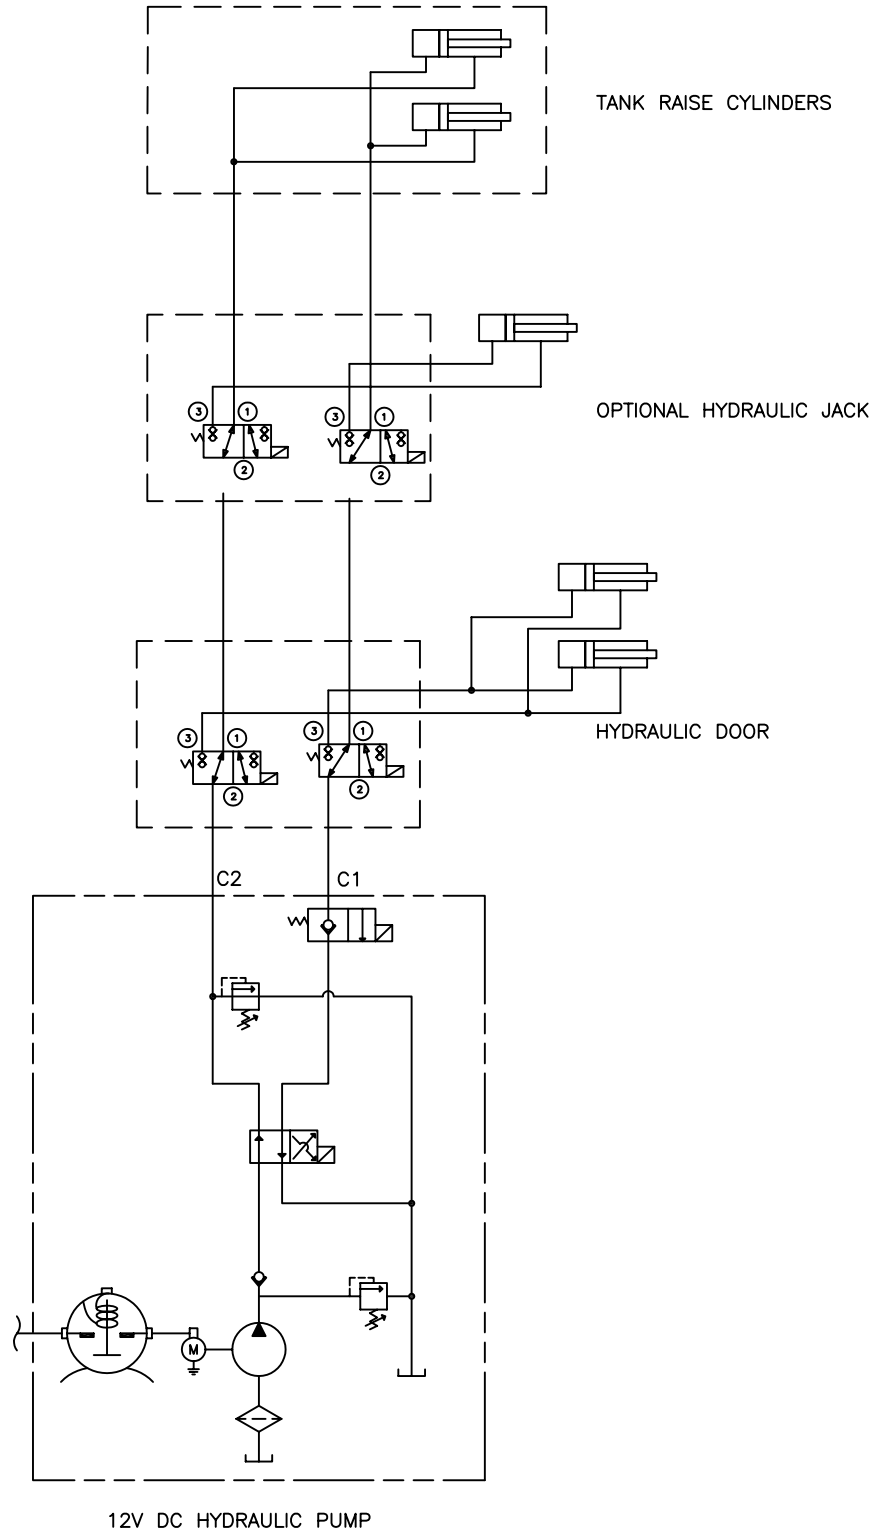 TANK RAISE CYLINDERS
3 1 3 1
OPTIONAL HYDRAULIC JACK
2 2
3 1 3 1
HYDRAULIC DOOR
2 2
C2 C1
M
12V DC HYDRAULIC PUMP